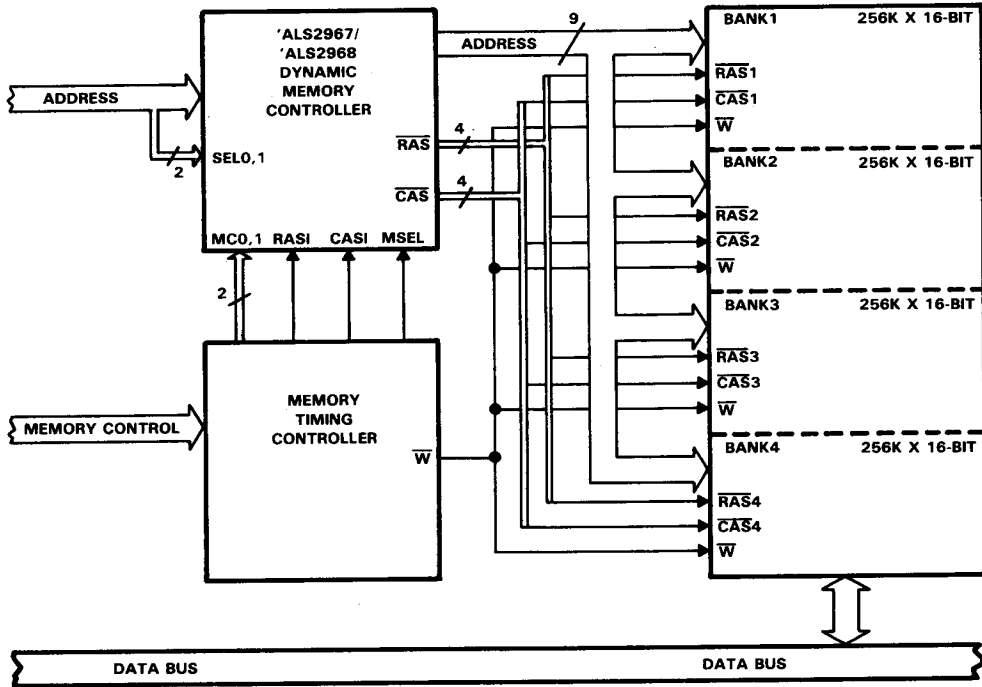 'ALS2967/
'ALS2968
DYNAMIC
MEMORY
CONTROLLER
ADDRESS
2
SEL0,1
RAS
4
CAS
4
MC0,1 RASI CASI MSEL
ADDRESS
9
2
MEMORY
TIMING
CONTROLLER
MEMORY CONTROL
W
BANK1 256K X 16-BIT
RAS1
CAS1
W
BANK2 256K X 16-BIT
RAS2
CAS2
W
BANK3 256K X 16-BIT
RAS3
CAS3
W
BANK4 256K X 16-BIT
RAS4
CAS4
W
DATA BUS DATA BUS